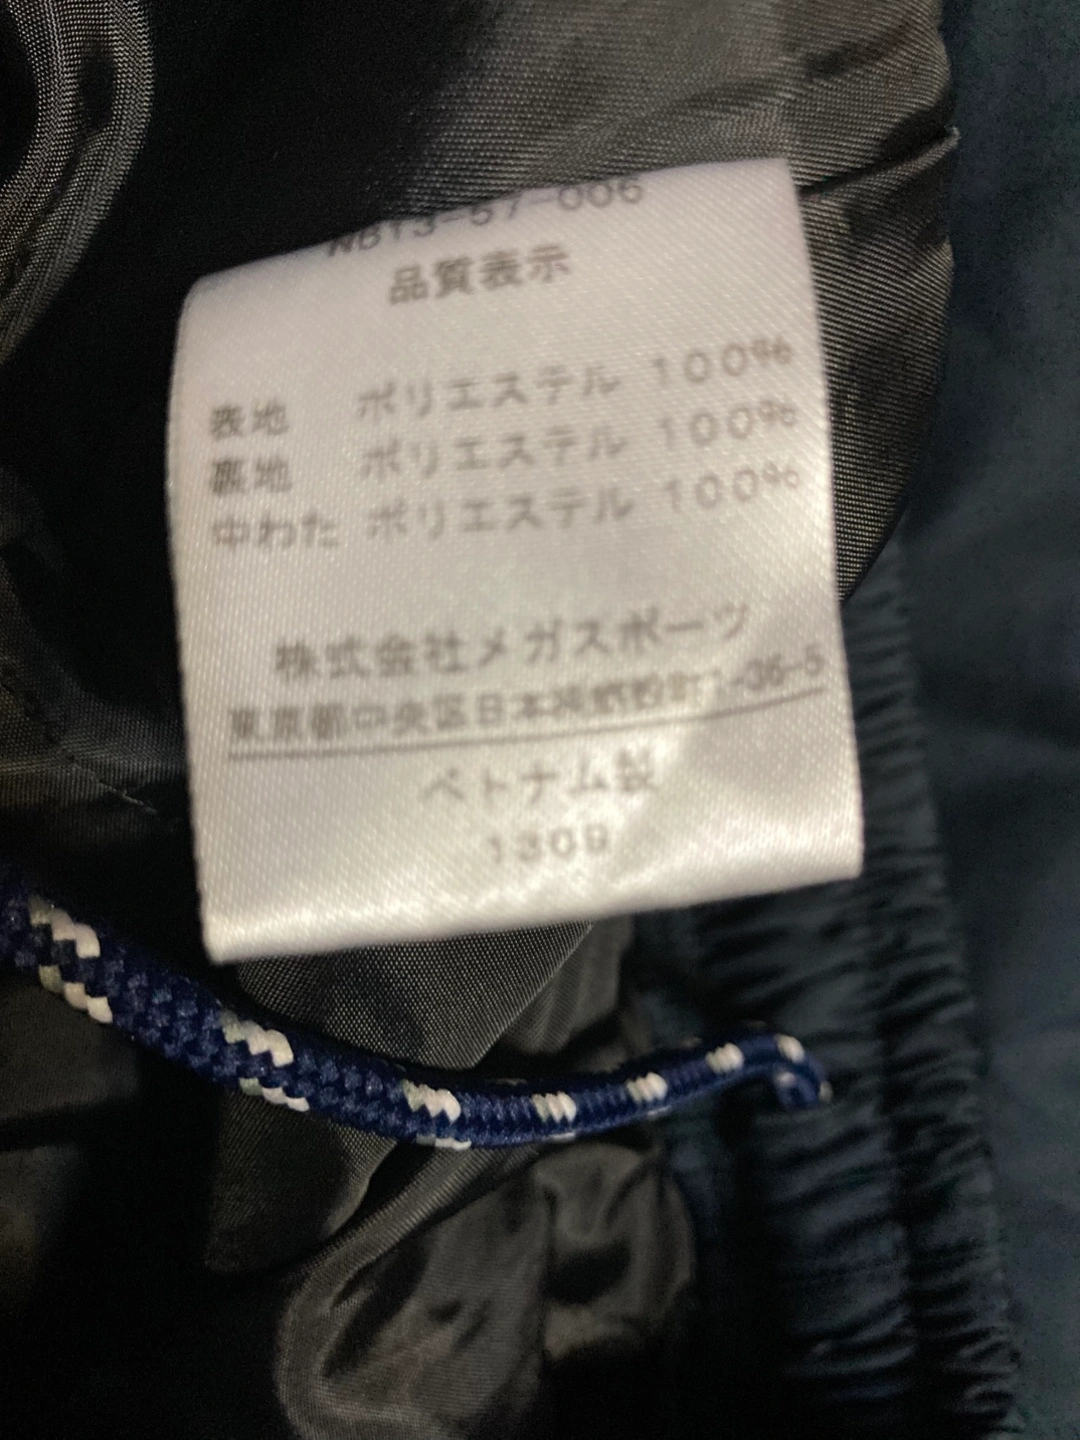 NB13-57-006
品質表示
表地 ポリエステル 100%
裏地 ポリエステル 100%
中わた ポリエステル 100%
株式会社メガスポーツ
東京都中央区日本橋蛎殻町1-36-5
ベトナム製
1309